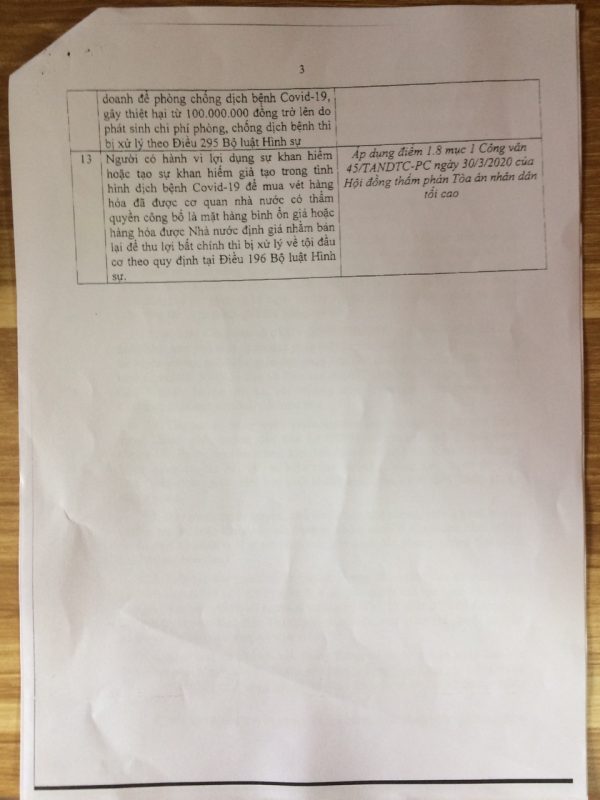 3
doanh để phòng chống dịch bệnh Covid-19,
gây thiệt hại từ 100.000.000 đồng trở lên do
phát sinh chi phí phòng, chống dịch bệnh thì
bị xử lý theo Điều 295 Bộ luật Hình sự
13
Người có hành vi lợi dụng sự khan hiếm
hoặc tạo sự khan hiếm giả tạo trong tình
hình dịch bệnh Covid-19 để mua vét hàng
hóa đã được cơ quan nhà nước có thẩm
quyền công bố là mặt hàng bình ổn giá hoặc
hàng hóa được Nhà nước định giá nhằm bán
lại để thu lợi bất chính thì bị xử lý về tội đầu
cơ theo quy định tại Điều 196 Bộ luật Hình
sự.
Áp dụng điểm 1.8 mục 1 Công văn
45/TANDTC-PC ngày 30/3/2020 của
Hội đồng thẩm phán Tòa án nhân dân
tối cao